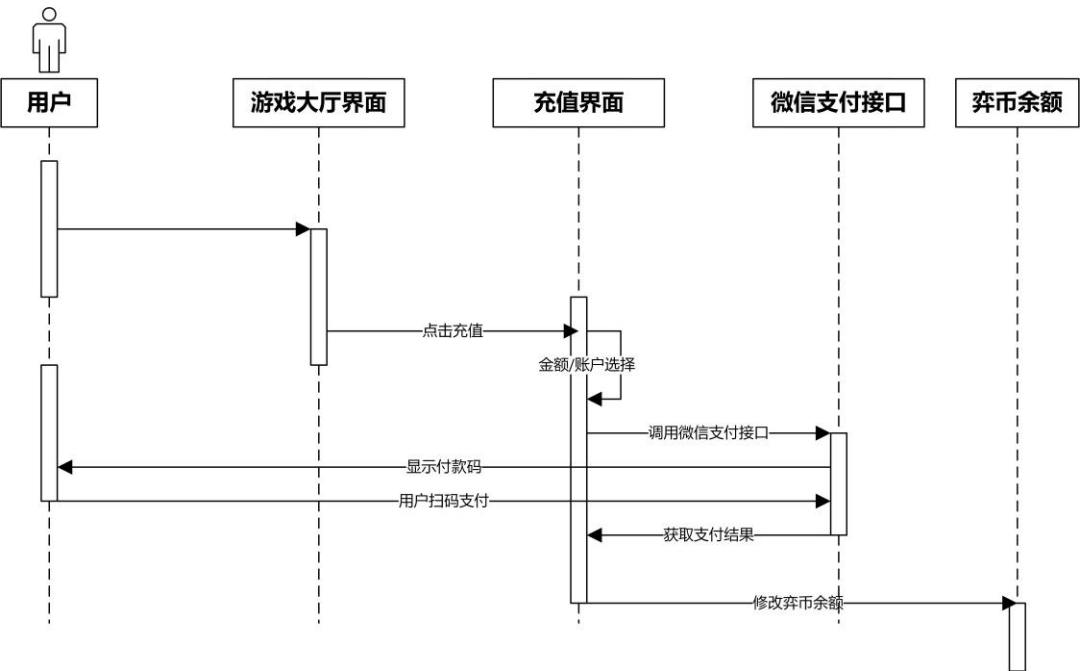 用户
游戏大厅界面
充值界面
微信支付接口
弈币余额
点击充值
金额/账户选择
调用微信支付接口
显示付款码
用户扫码支付
获取支付结果
修改弈币余额